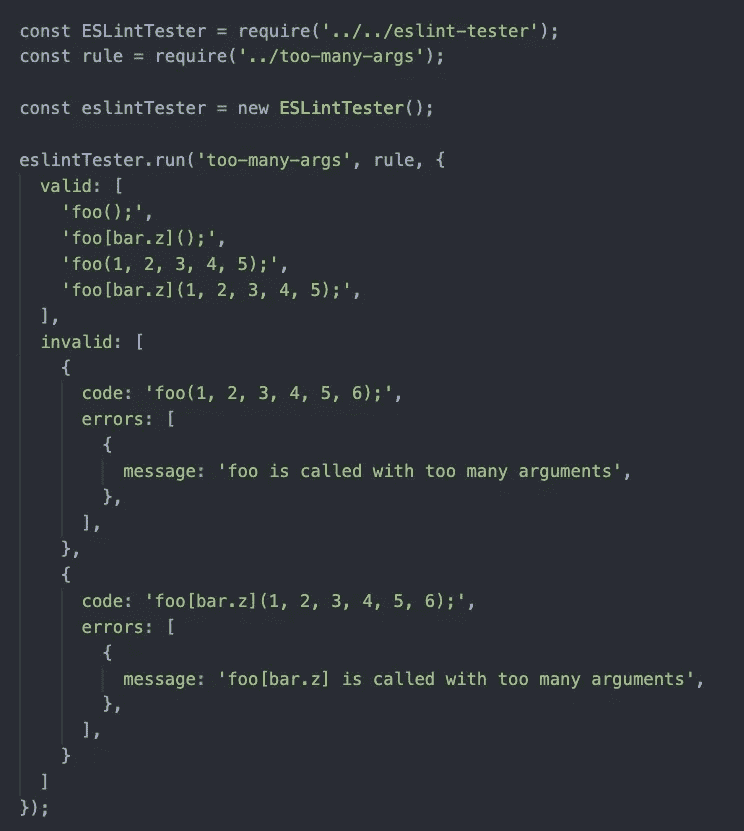 const ESLintTester = require('../../eslint-tester');
const rule = require('../too-many-args');

const eslintTester = new ESLintTester();

eslintTester.run('too-many-args', rule, {
  valid: [
    'foo();',
    'foo[bar.z]();',
    'foo(1, 2, 3, 4, 5);',
    'foo[bar.z](1, 2, 3, 4, 5);',
  ],
  invalid: [
    {
      code: 'foo(1, 2, 3, 4, 5, 6);',
      errors: [
        {
          message: 'foo is called with too many arguments',
        },
      ],
    },
    {
      code: 'foo[bar.z](1, 2, 3, 4, 5, 6);',
      errors: [
        {
          message: 'foo[bar.z] is called with too many arguments',
        },
      ],
    }
  ]
});